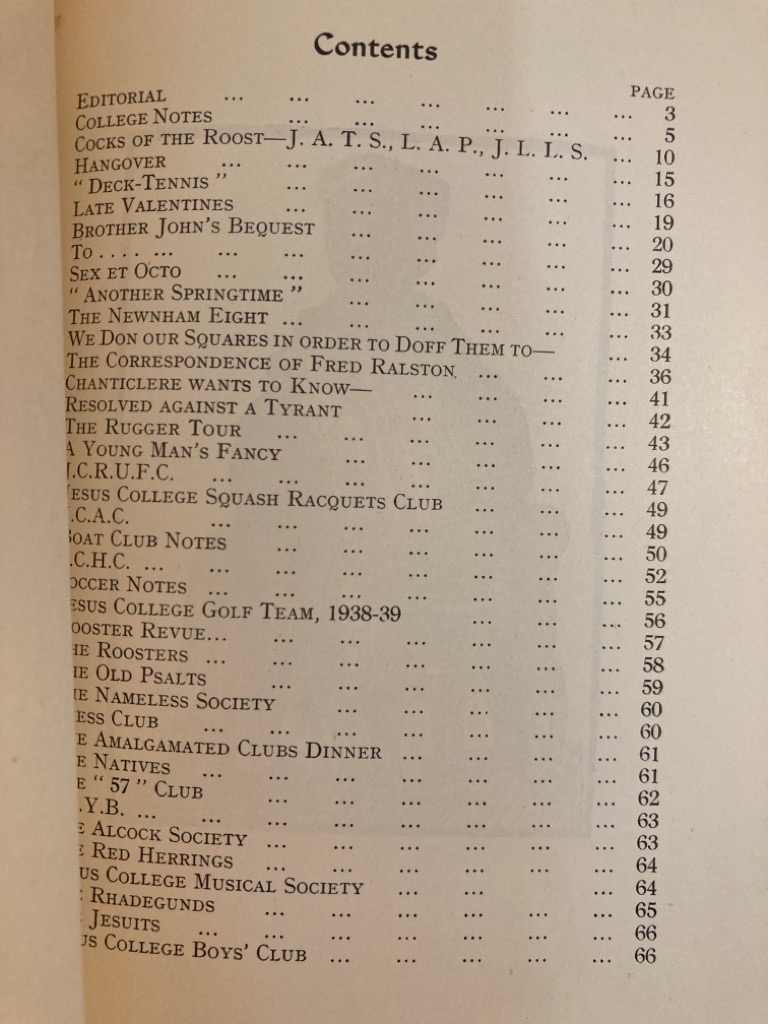 Contents
PAGE
EDITORIAL ... ... ... ... ... ... ... 3
COLLEGE NOTES ... ... ... ... ... ... 5
COCKS OF THE ROOST—J. A. T. S., L. A. P., J. L. L. S. ... 10
HANGOVER ... ... ... ... ... ... ... 15
" DECK-TENNIS " ... ... ... ... ... ... 16
LATE VALENTINES ... ... ... ... ... ... 19
BROTHER JOHN'S BEQUEST ... ... ... ... ... 20
TO . . . . ... ... ... ... ... ... ... ... 29
SEX ET OCTO ... ... ... ... ... ... ... 30
" ANOTHER SPRINGTIME " ... ... ... ... ... 31
THE NEWNHAM EIGHT ... ... ... ... ... ... 33
WE DON OUR SQUARES IN ORDER TO DOFF THEM TO— ... 34
THE CORRESPONDENCE OF FRED RALSTON ... ... ... 36
CHANTICLERE WANTS TO KNOW— ... ... ... ... 41
RESOLVED AGAINST A TYRANT ... ... ... ... 42
THE RUGGER TOUR ... ... ... ... ... ... 43
A YOUNG MAN'S FANCY ... ... ... ... ... 46
J.C.R.U.F.C. ... ... ... ... ... ... ... 47
ESUS COLLEGE SQUASH RACQUETS CLUB ... ... ... 49
.C.A.C. ... ... ... ... ... ... ... 49
BOAT CLUB NOTES ... ... ... ... ... ... 50
.C.H.C. ... ... ... ... ... ... ... ... 52
OCCER NOTES ... ... ... ... ... ... ... 55
ESUS COLLEGE GOLF TEAM, 1938-39 ... ... ... 56
OOSTER REVUE... ... ... ... ... ... ... 57
HE ROOSTERS ... ... ... ... ... ... ... 58
HE OLD PSALTS ... ... ... ... ... ... 59
HE NAMELESS SOCIETY ... ... ... ... ... 60
ESS CLUB ... ... ... ... ... ... ... 60
E AMALGAMATED CLUBS DINNER ... ... ... ... 61
E NATIVES ... ... ... ... ... ... ... 61
E " 57 " CLUB ... ... ... ... ... ... 62
.Y.B. ... ... ... ... ... ... ... ... 63
E ALCOCK SOCIETY ... ... ... ... ... ... 63
E RED HERRINGS ... ... ... ... ... ... 64
US COLLEGE MUSICAL SOCIETY ... ... ... 64
E RHADEGUNDS ... ... ... ... ... ... 65
JESUITS ... ... ... ... ... ... ... 66
US COLLEGE BOYS' CLUB ... ... ... ... ... 66